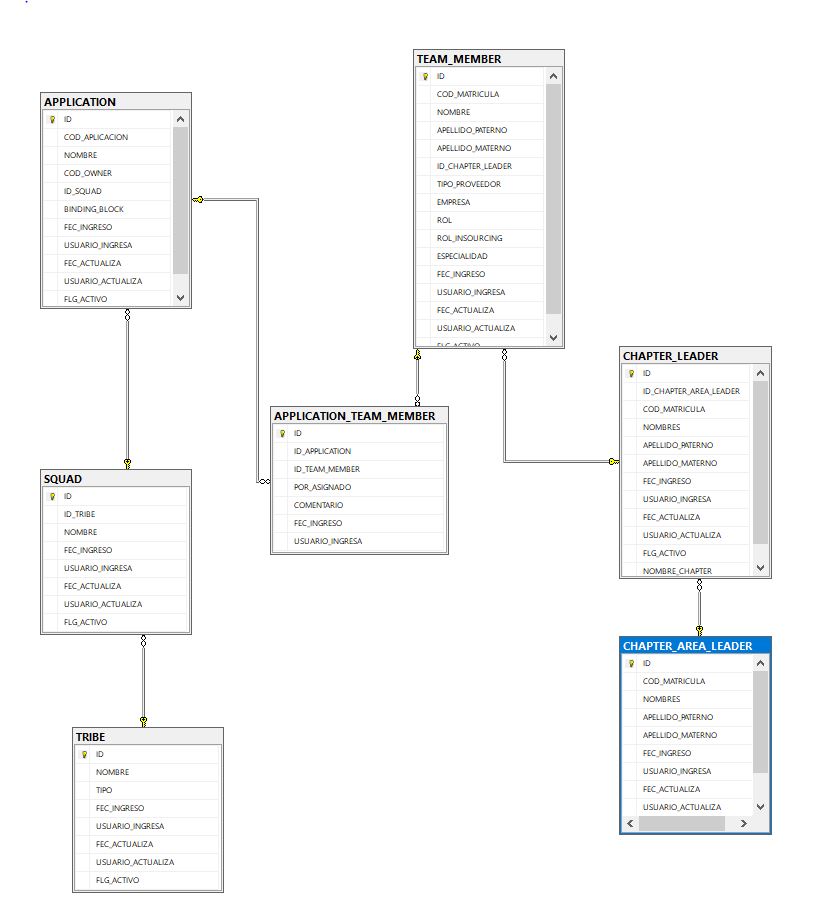 TEAM_MEMBER
ID
COD_MATRICULA
NOMBRE
APELLIDO_PATERNO
APELLIDO_MATERNO
ID_CHAPTER_LEADER
TIPO_PROVEEDOR
EMPRESA
ROL
ROL_INSOURCING
ESPECIALIDAD
FEC_INGRESO
USUARIO_INGRESA
FEC_ACTUALIZA
USUARIO_ACTUALIZA
FLG_ACTIVO
APPLICATION
ID
COD_APLICACION
NOMBRE
COD_OWNER
ID_SQUAD
BINDING_BLOCK
FEC_INGRESO
USUARIO_INGRESA
FEC_ACTUALIZA
USUARIO_ACTUALIZA
FLG_ACTIVO
CHAPTER_LEADER
ID
ID_CHAPTER_AREA_LEADER
COD_MATRICULA
NOMBRES
APELLIDO_PATERNO
APELLIDO_MATERNO
FEC_INGRESO
USUARIO_INGRESA
FEC_ACTUALIZA
USUARIO_ACTUALIZA
FLG_ACTIVO
NOMBRE_CHAPTER
APPLICATION_TEAM_MEMBER
ID
ID_APPLICATION
ID_TEAM_MEMBER
POR_ASIGNADO
COMENTARIO
FEC_INGRESO
USUARIO_INGRESA
SQUAD
ID
ID_TRIBE
NOMBRE
FEC_INGRESO
USUARIO_INGRESA
FEC_ACTUALIZA
USUARIO_ACTUALIZA
FLG_ACTIVO
CHAPTER_AREA_LEADER
ID
COD_MATRICULA
NOMBRES
APELLIDO_PATERNO
APELLIDO_MATERNO
FEC_INGRESO
USUARIO_INGRESA
FEC_ACTUALIZA
USUARIO_ACTUALIZA
TRIBE
ID
NOMBRE
TIPO
FEC_INGRESO
USUARIO_INGRESA
FEC_ACTUALIZA
USUARIO_ACTUALIZA
FLG_ACTIVO